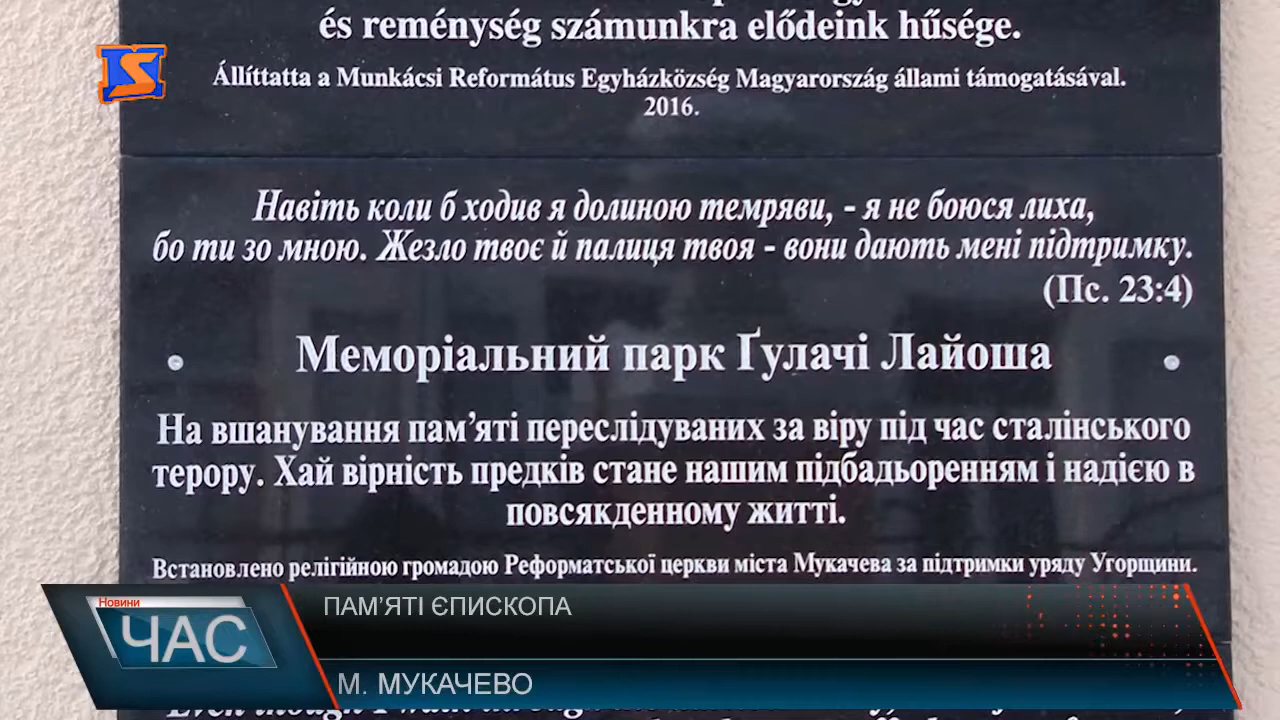 és reménység számunkra elődeink hűsége.
Állíttatta a Munkácsi Református Egyházközség Magyarország állami támogatásával.
2016.
Навіть коли б ходив я долиною темряви, - я не боюся лиха,
бо ти зо мною. Жезло твоє й палиця твоя - вони дають мені підтримку.
(Пс. 23:4)
Меморіальний парк Ґулачі Лайоша
На вшанування пам’яті переслідуваних за віру під час сталінського
терору. Хай вірність предків стане нашим підбадьоренням і надією в
повсякденному житті.
Встановлено релігійною громадою Реформатської церкви міста Мукачева за підтримки уряду Угорщини.
Новини
ЧАС
ПАМ’ЯТІ ЄПИСКОПА
М. МУКАЧЕВО
Even though I walk